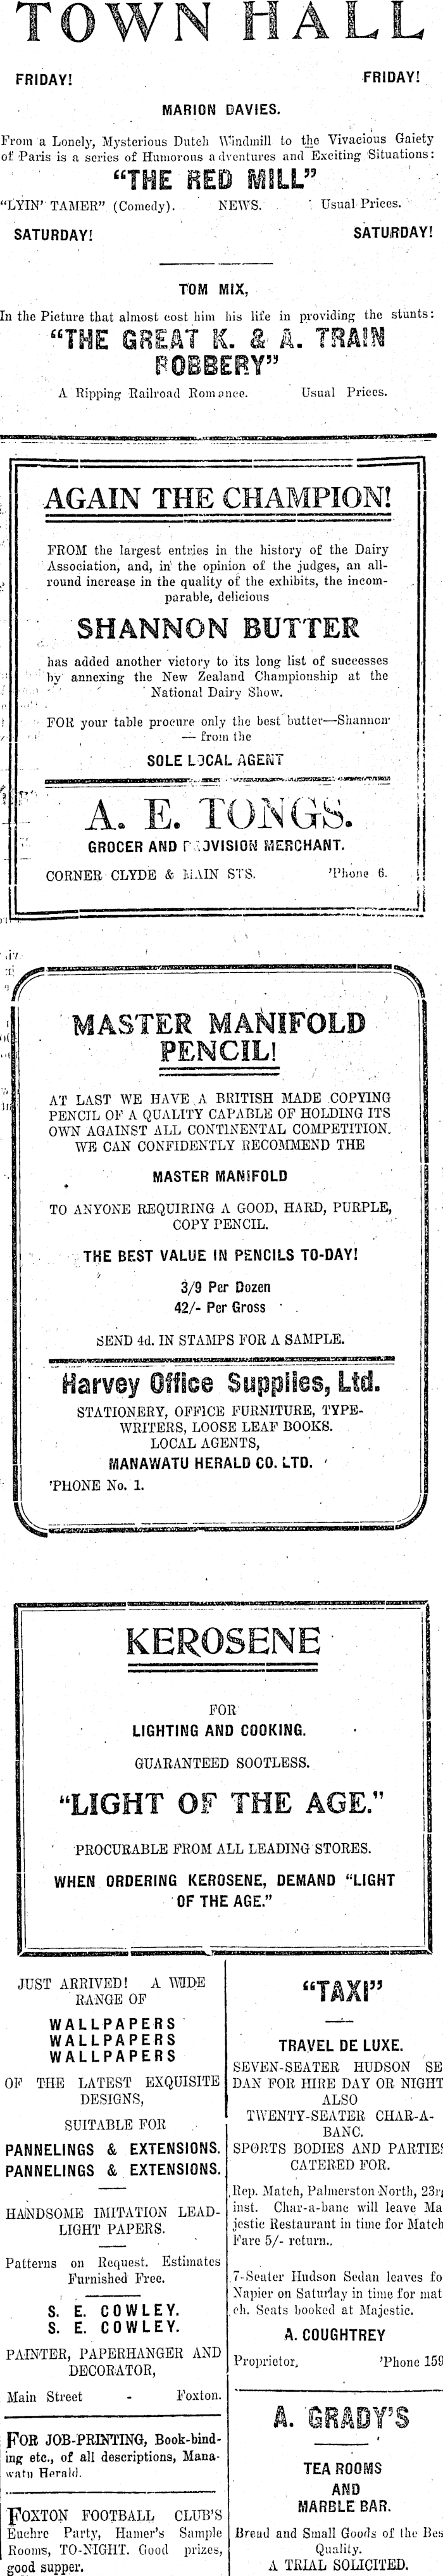 TOWN HALL
FRIDAY! FRIDAY!
MARION DAVIES.
From a Lonely, Mysterious Dutch Windmill to the Vivacious Gaiety
of Paris is a series of Humorous adventures and Exciting Situations:
"THE RED MILL"
"LYIN' TAMER" (Comedy). NEWS. Usual Prices.
SATURDAY! SATURDAY!
TOM MIX,
In the Picture that almost cost him his life in providing the stunts:
"THE GREAT K. & A. TRAIN
ROBBERY"
A Ripping Railroad Romance. Usual Prices.
AGAIN THE CHAMPION!
FROM the largest entries in the history of the Dairy
Association, and, in the opinion of the judges, an all-
round increase in the quality of the exhibits, the incom-
parable, delicious
SHANNON BUTTER
has added another victory to its long list of successes
by annexing the New Zealand Championship at the
National Dairy Show.
FOR your table procure only the best butter—Shannon
— from the
SOLE LOCAL AGENT
A. E. TONGS.
GROCER AND PROVISION MERCHANT.
CORNER CLYDE & MAIN STS. 'Phone 6.
MASTER MANIFOLD
PENCIL!
AT LAST WE HAVE A BRITISH MADE COPYING
PENCIL OF A QUALITY CAPABLE OF HOLDING ITS
OWN AGAINST ALL CONTINENTAL COMPETITION.
WE CAN CONFIDENTLY RECOMMEND THE
MASTER MANIFOLD
TO ANYONE REQUIRING A GOOD, HARD, PURPLE,
COPY PENCIL.
THE BEST VALUE IN PENCILS TO-DAY!
3/9 Per Dozen
42/- Per Gross
SEND 4d. IN STAMPS FOR A SAMPLE.
Harvey Office Supplies, Ltd.
STATIONERY, OFFICE FURNITURE, TYPE-
WRITERS, LOOSE LEAF BOOKS.
LOCAL AGENTS,
MANAWATU HERALD CO. LTD.
'PHONE No. 1.
KEROSENE
FOR
LIGHTING AND COOKING.
GUARANTEED SOOTLESS.
"LIGHT OF THE AGE."
PROCURABLE FROM ALL LEADING STORES.
WHEN ORDERING KEROSENE, DEMAND "LIGHT
OF THE AGE."
JUST ARRIVED! A WIDE
RANGE OF
WALLPAPERS
WALLPAPERS
WALLPAPERS
OF THE LATEST EXQUISITE
DESIGNS,
SUITABLE FOR
PANNELINGS & EXTENSIONS.
PANNELINGS & EXTENSIONS.
HANDSOME IMITATION LEAD-
LIGHT PAPERS.
Patterns on Request. Estimates
Furnished Free.
S. E. COWLEY.
S. E. COWLEY.
PAINTER, PAPERHANGER AND
DECORATOR,
Main Street - Foxton.
FOR JOB-PRINTING, Book-bind-
ing etc., of all descriptions, Mana-
watu Herald.
FOXTON FOOTBALL CLUB'S
Euchre Party, Hamer's Sample
Rooms, TO-NIGHT. Good prizes,
good supper.
"TAXI"
TRAVEL DE LUXE.
SEVEN-SEATER HUDSON SE
DAN FOR HIRE DAY OR NIGHT
ALSO
TWENTY-SEATER CHAR-A-
BANC.
SPORTS BODIES AND PARTIES
CATERED FOR.
Rep. Match, Palmerston North, 23rd
inst. Char-a-banc will leave Ma
jestic Restaurant in time for Match
Fare 5/- return..
7-Seater Hudson Sedan leaves fo
Napier on Saturday in time for mat
ch. Seats booked at Majestic.
A. COUGHTREY
Proprietor, 'Phone 159
A. GRADY'S
TEA ROOMS
AND
MARBLE BAR.
Bread and Small Goods of the Bes
Quality.
A TRIAL SOLICITED.